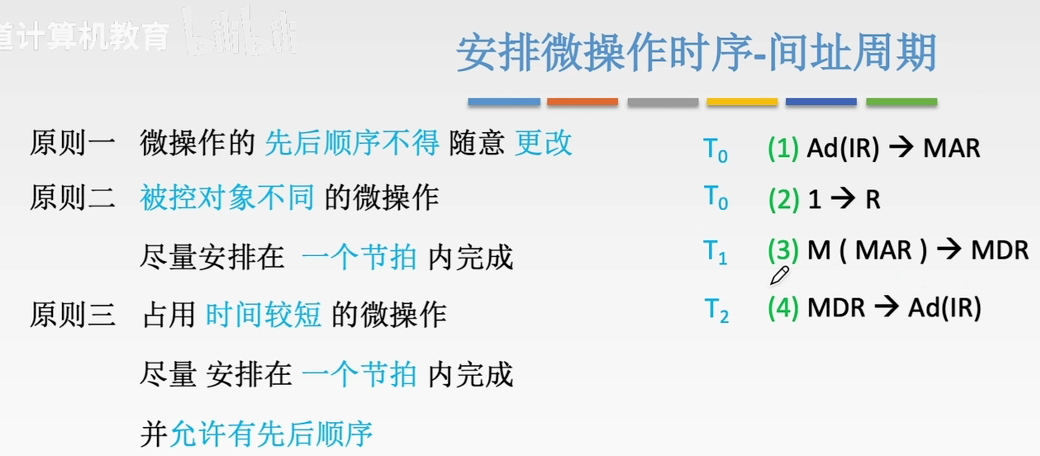 道计算机教育 bilibili
安排微操作时序-间址周期
原则一 微操作的 先后顺序不得 随意 更改
原则二 被控对象不同 的微操作
尽量安排在 一个节拍 内完成
原则三 占用 时间较短 的微操作
尽量 安排在 一个节拍 内完成
并允许有先后顺序
T₀ (1) Ad(IR) → MAR
T₀ (2) 1 → R
T₁ (3) M ( MAR ) → MDR
T₂ (4) MDR → Ad(IR)